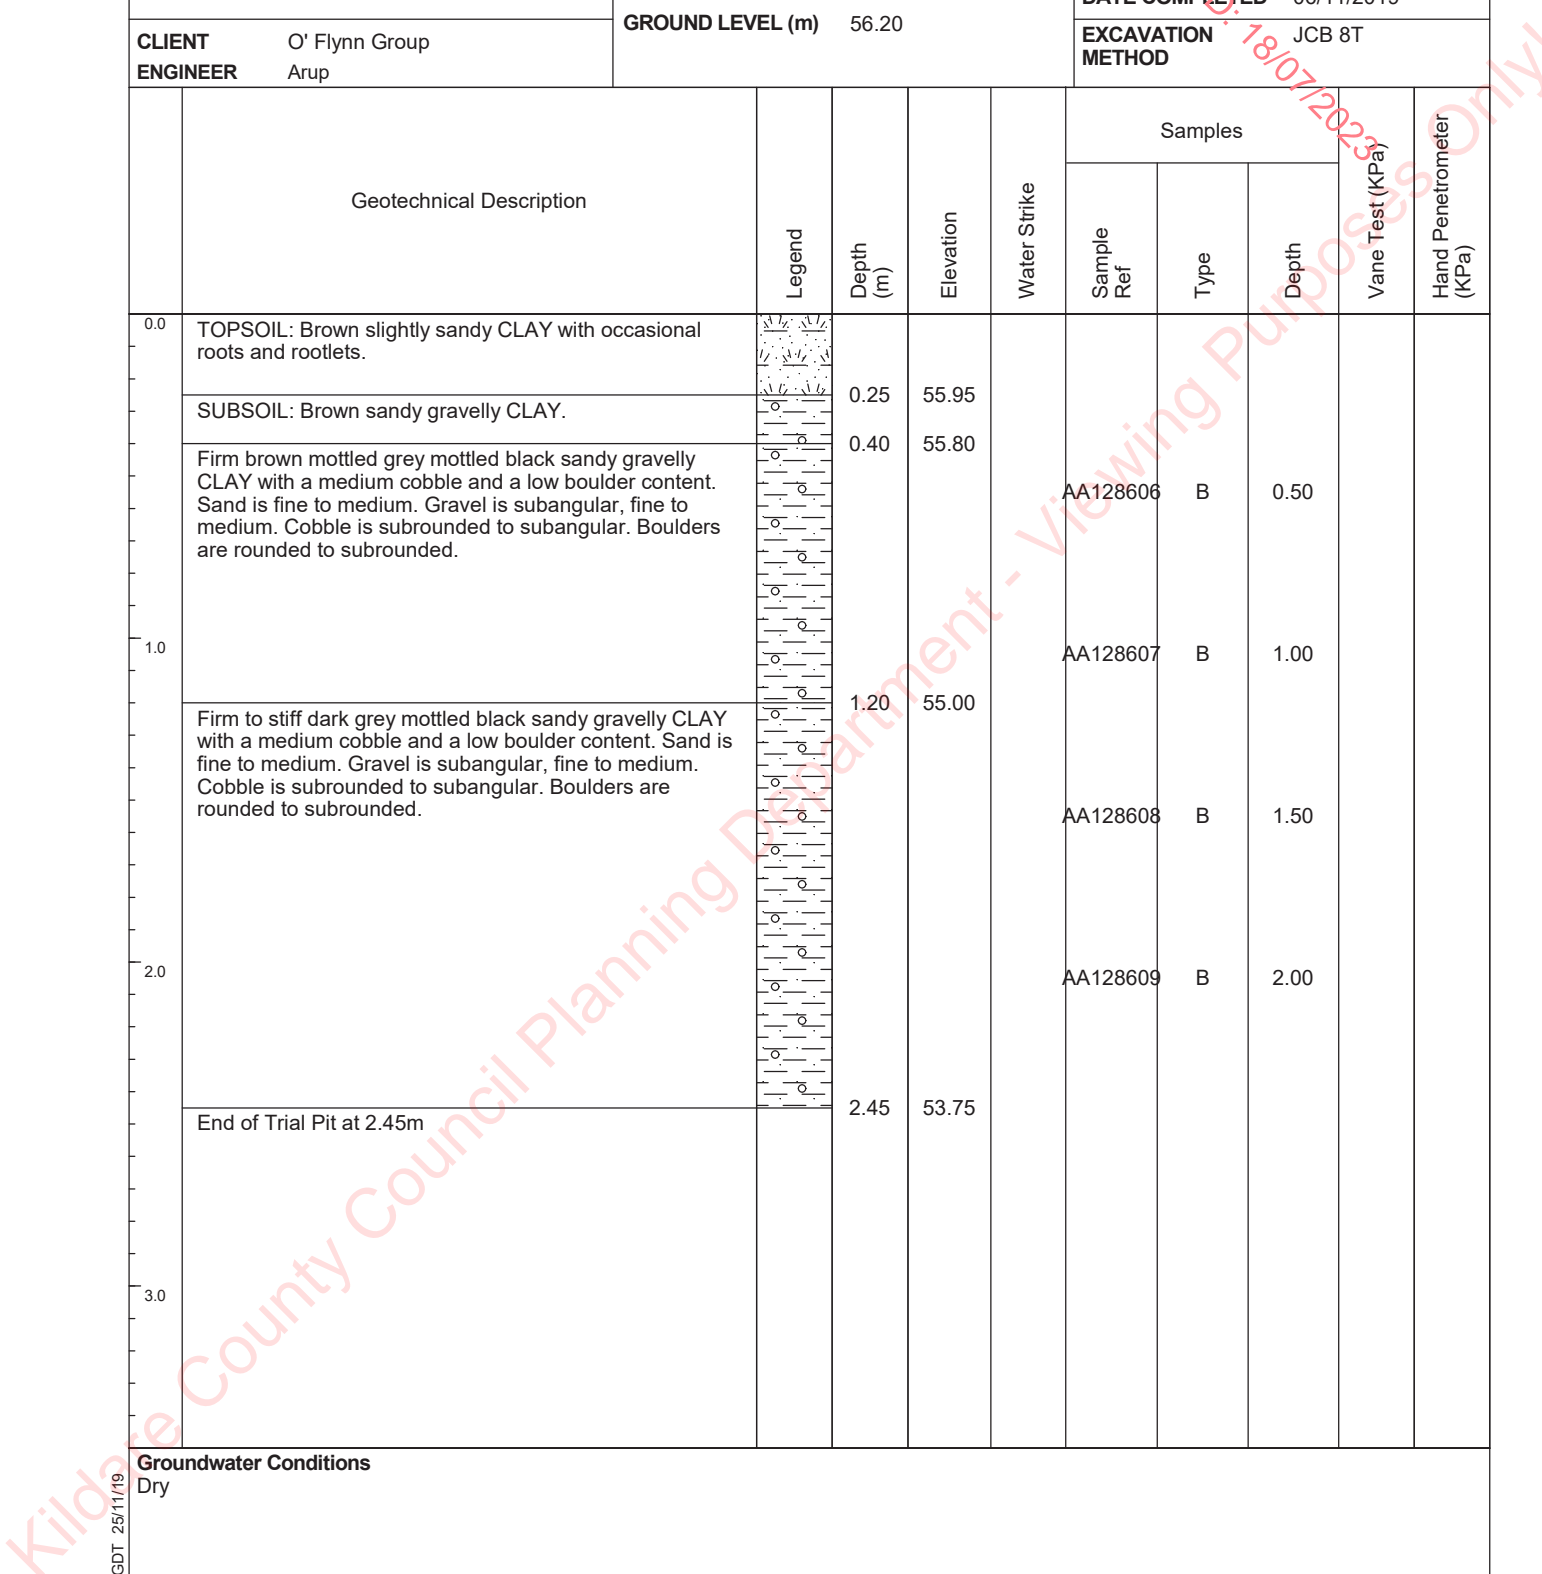 GROUND LEVEL (m) 56.20
CLIENT O' Flynn Group
ENGINEER Arup
EXCAVATION METHOD JCB 8T
D: 18/07/2023
Geotechnical Description
Legend
Depth (m)
Elevation
Water Strike
Samples
Sample Ref
Type
Depth
Vane Test (KPa)
Hand Penetrometer (KPa)
0.0
TOPSOIL: Brown slightly sandy CLAY with occasional
roots and rootlets.
0.25 55.95
SUBSOIL: Brown sandy gravelly CLAY.
0.40 55.80
Firm brown mottled grey mottled black sandy gravelly
CLAY with a medium cobble and a low boulder content.
Sand is fine to medium. Gravel is subangular, fine to
medium. Cobble is subrounded to subangular. Boulders
are rounded to subrounded.
AA128606 B 0.50
1.0
AA128607 B 1.00
1.20 55.00
Firm to stiff dark grey mottled black sandy gravelly CLAY
with a medium cobble and a low boulder content. Sand is
fine to medium. Gravel is subangular, fine to medium.
Cobble is subrounded to subangular. Boulders are
rounded to subrounded.
AA128608 B 1.50
2.0
AA128609 B 2.00
2.45 53.75
End of Trial Pit at 2.45m
3.0
Groundwater Conditions
Dry
GDT 25/11/19
Kildare County Council Planning Department - Viewing Purposes Only!